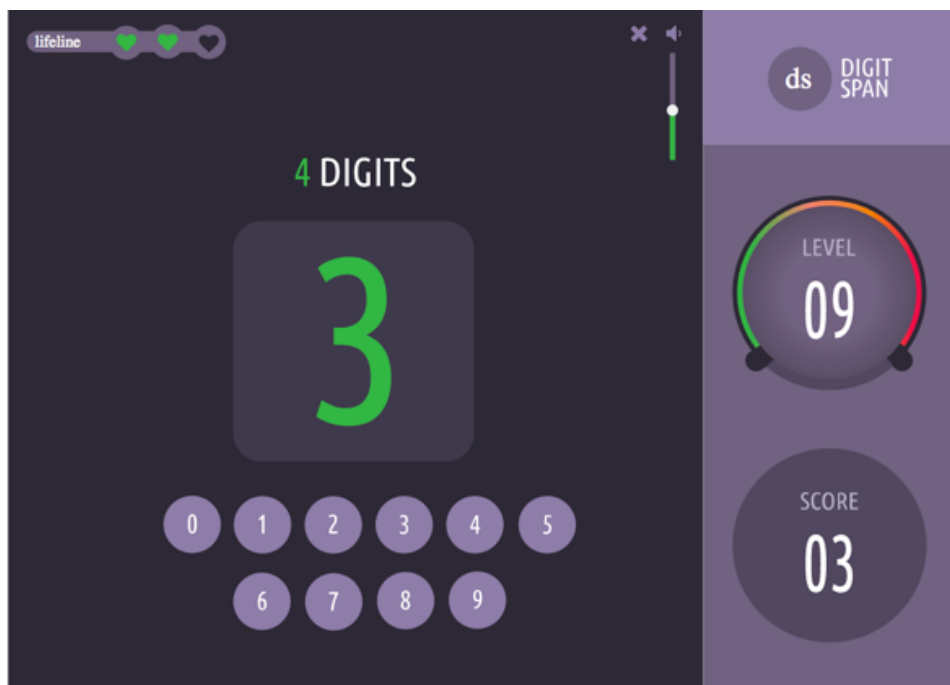 lifeline
4 DIGITS
3
0 1 2 3 4 5
6 7 8 9
ds
DIGIT
SPAN
LEVEL
09
SCORE
03